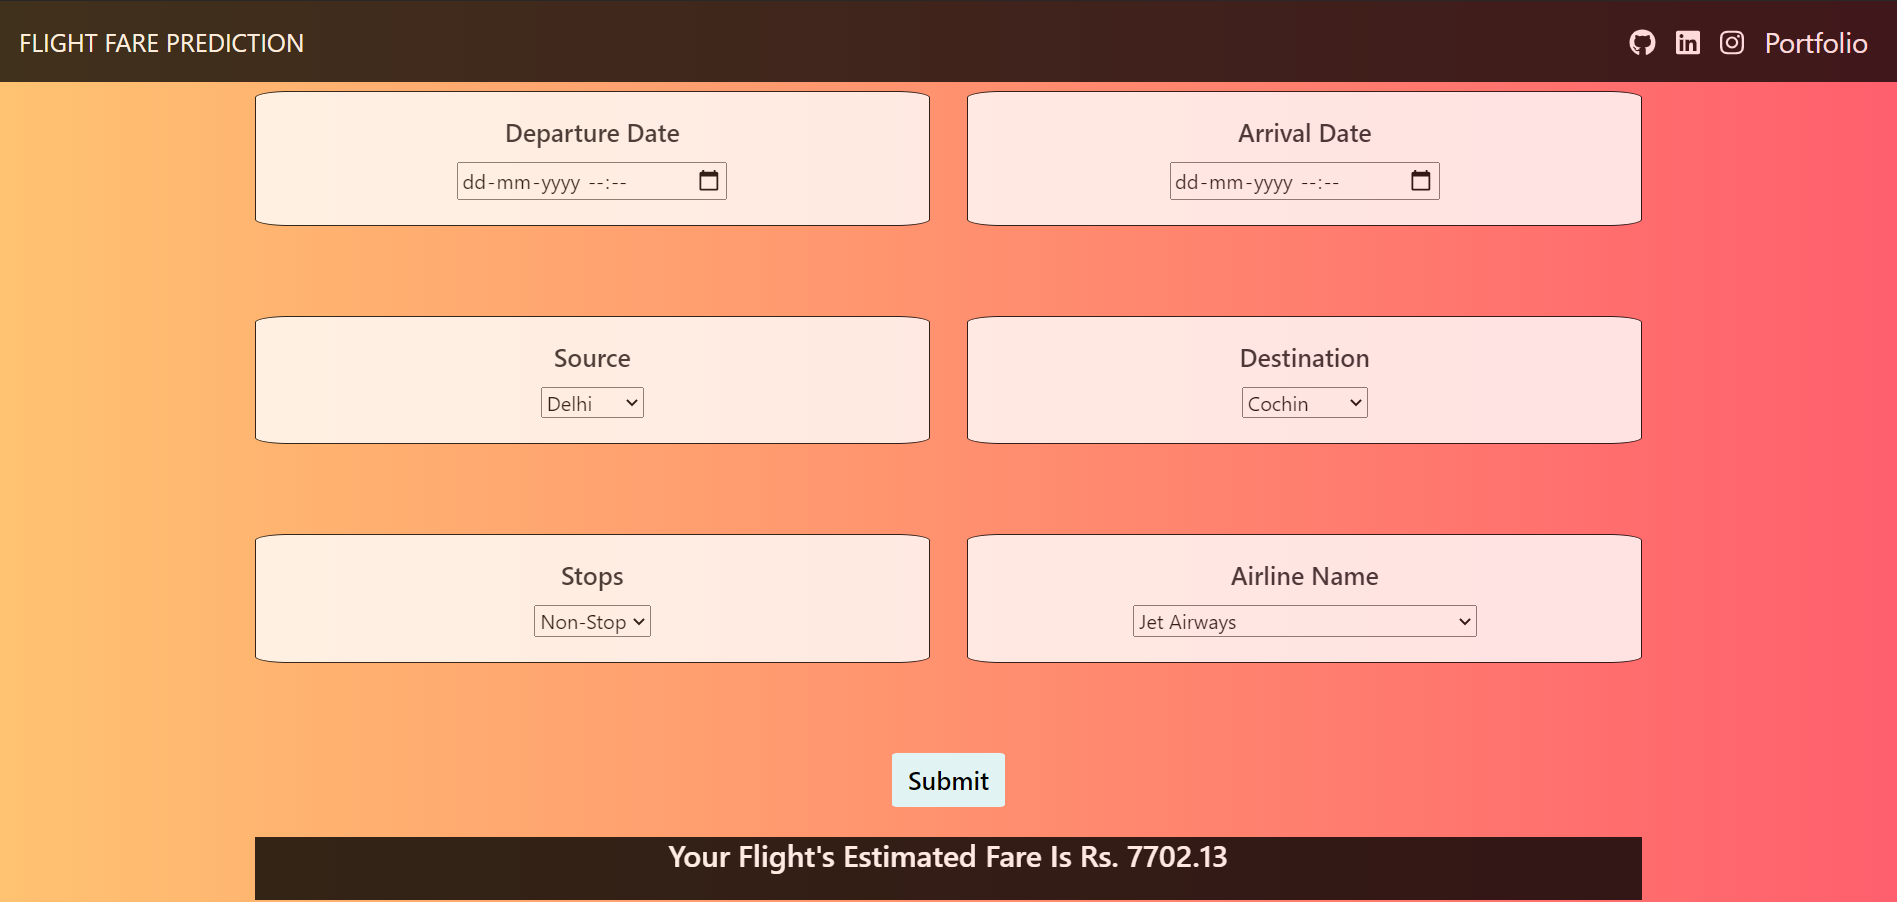 FLIGHT FARE PREDICTION
Portfolio
Departure Date
dd-mm-yyyy --:--
Arrival Date
dd-mm-yyyy --:--
Source
Delhi
Destination
Cochin
Stops
Non-Stop
Airline Name
Jet Airways
Submit
Your Flight's Estimated Fare Is Rs. 7702.13